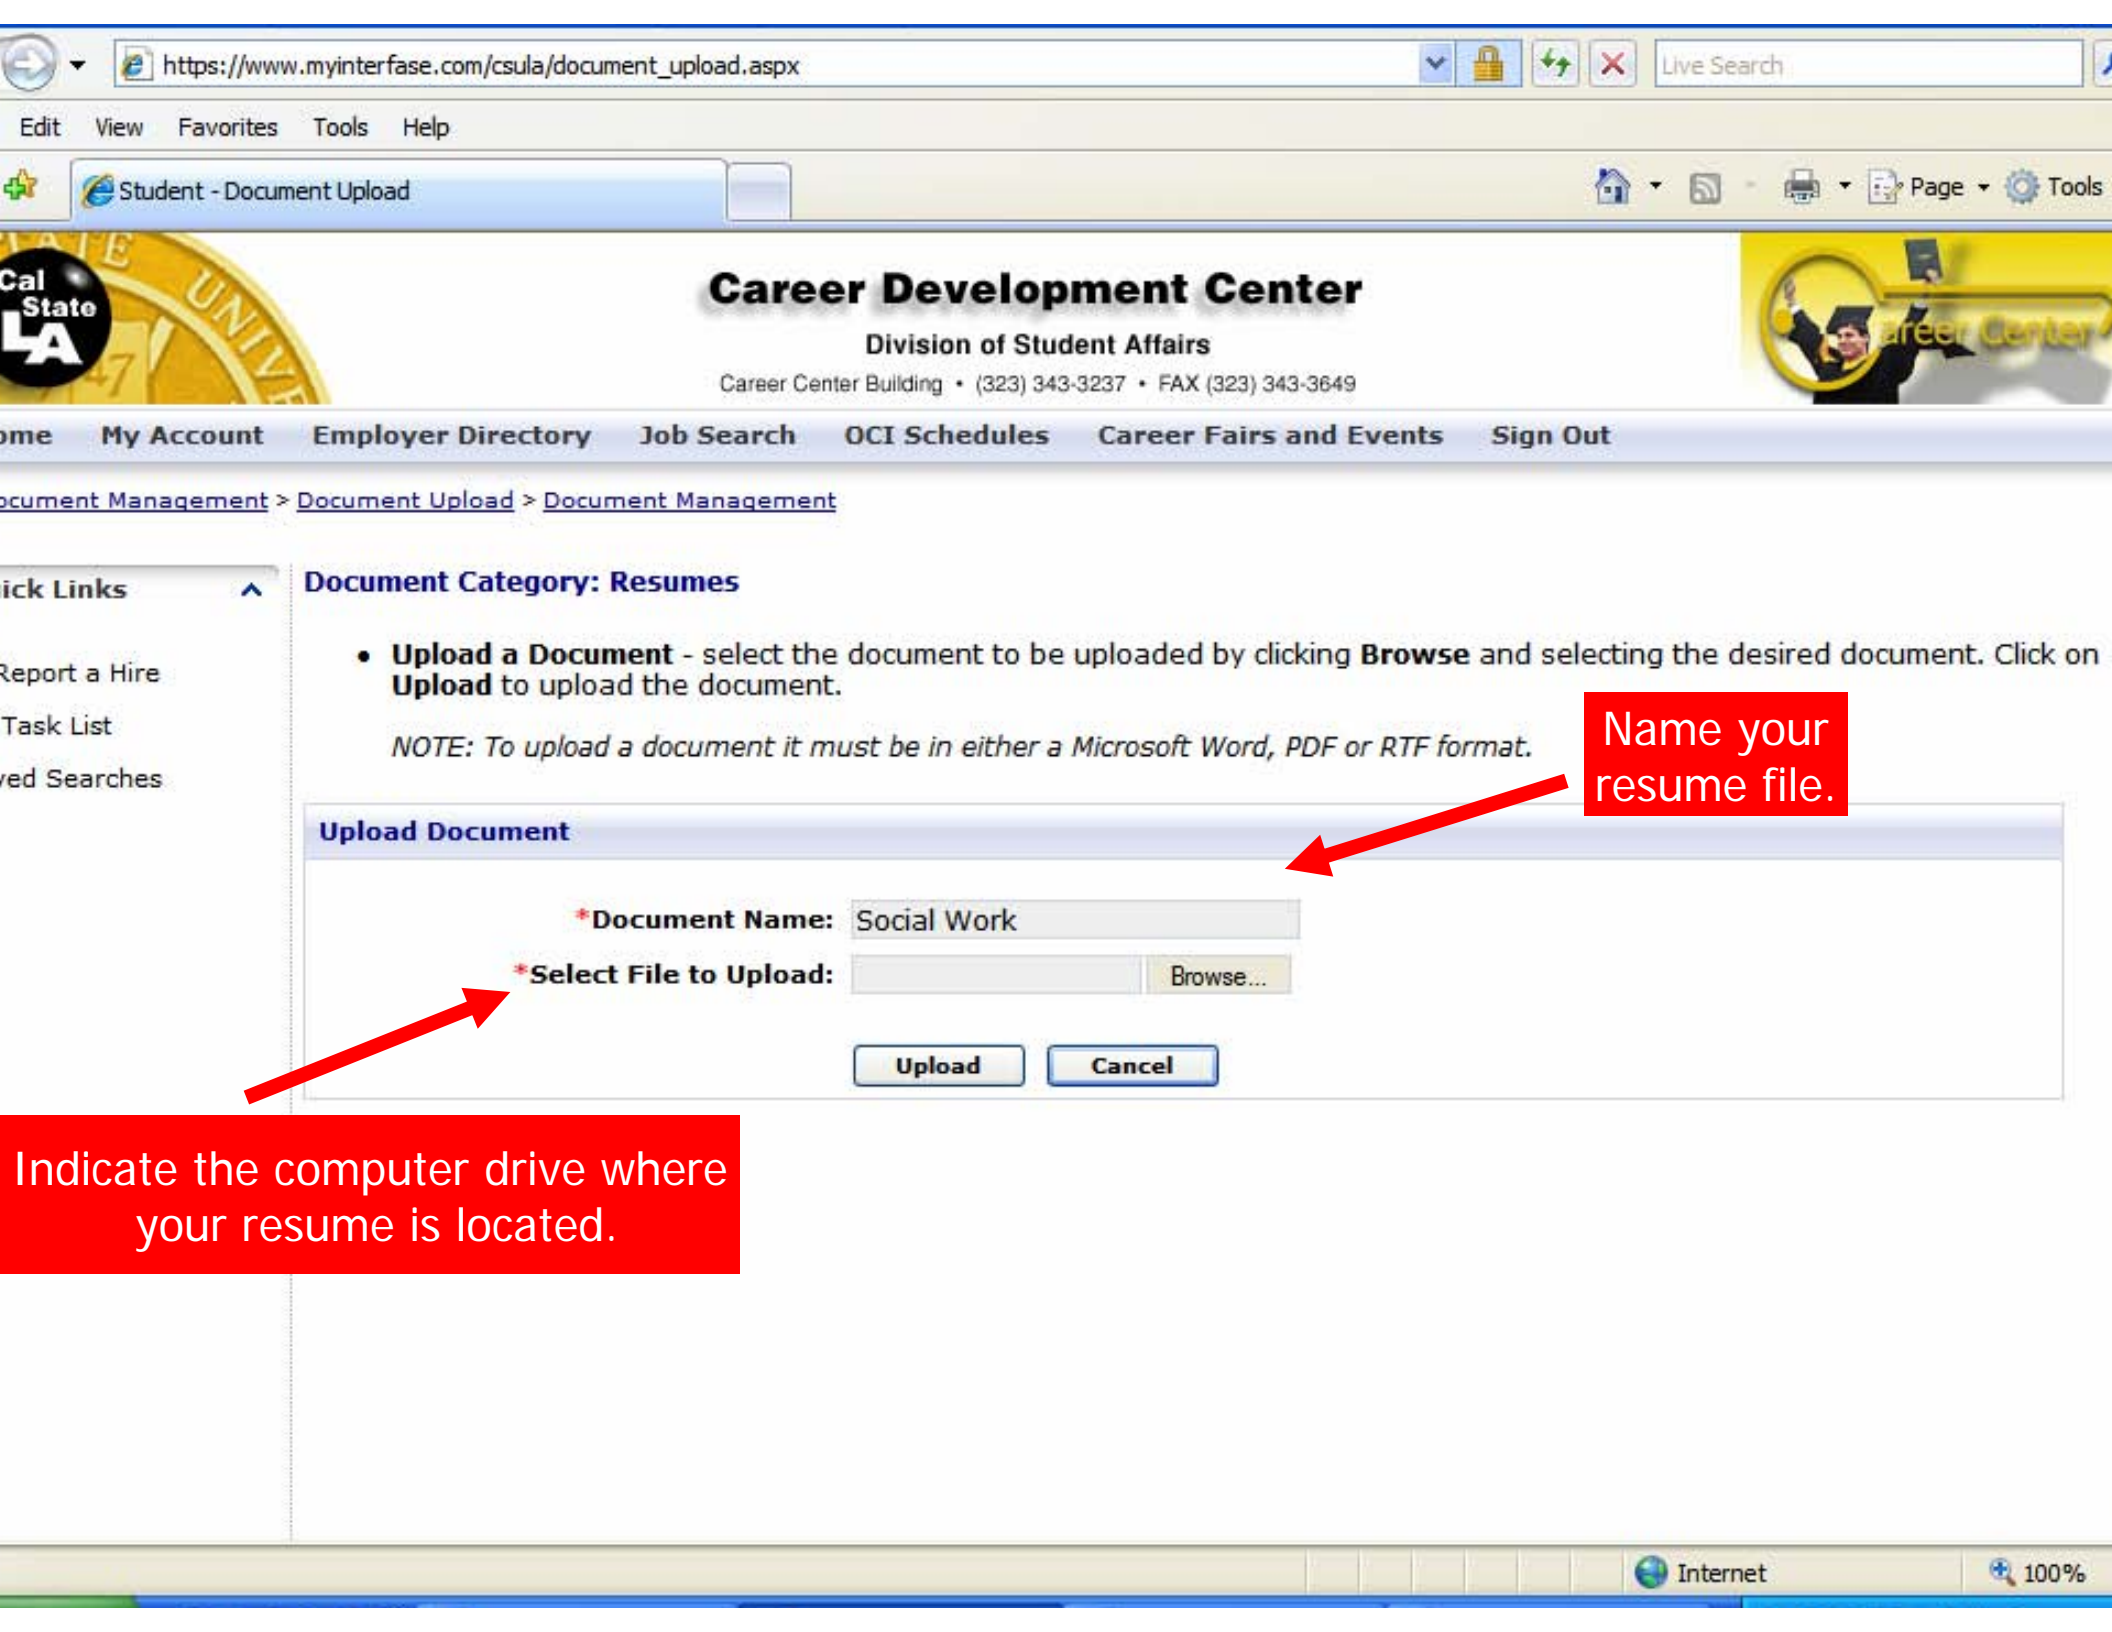 https://www.myinterfase.com/csula/document_upload.aspx
Live Search
Edit View Favorites Tools Help
Student - Document Upload
Page Tools
STATE UNIVE
Cal
State
LA
47
Career Development Center
Division of Student Affairs
Career Center Building • (323) 343-3237 • FAX (323) 343-3649
Career Center
ome My Account Employer Directory Job Search OCI Schedules Career Fairs and Events Sign Out
ocument Management > Document Upload > Document Management
ick Links
Document Category: Resumes
Report a Hire
Task List
ved Searches
• Upload a Document - select the document to be uploaded by clicking Browse and selecting the desired document. Click on
Upload to upload the document.
NOTE: To upload a document it must be in either a Microsoft Word, PDF or RTF format.
Name your
resume file.
Upload Document
*Document Name: Social Work
*Select File to Upload: Browse...
Upload Cancel
Indicate the computer drive where
your resume is located.
Internet 100%